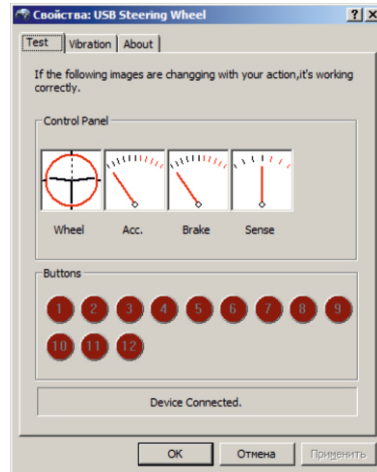 Свойства: USB Steering Wheel
Test Vibration About
If the following images are changging with your action,it's working
correctly.
Control Panel
Wheel Acc. Brake Sense
Buttons
1 2 3 4 5 6 7 8 9
10 11 12
Device Connected.
OK Отмена Применить